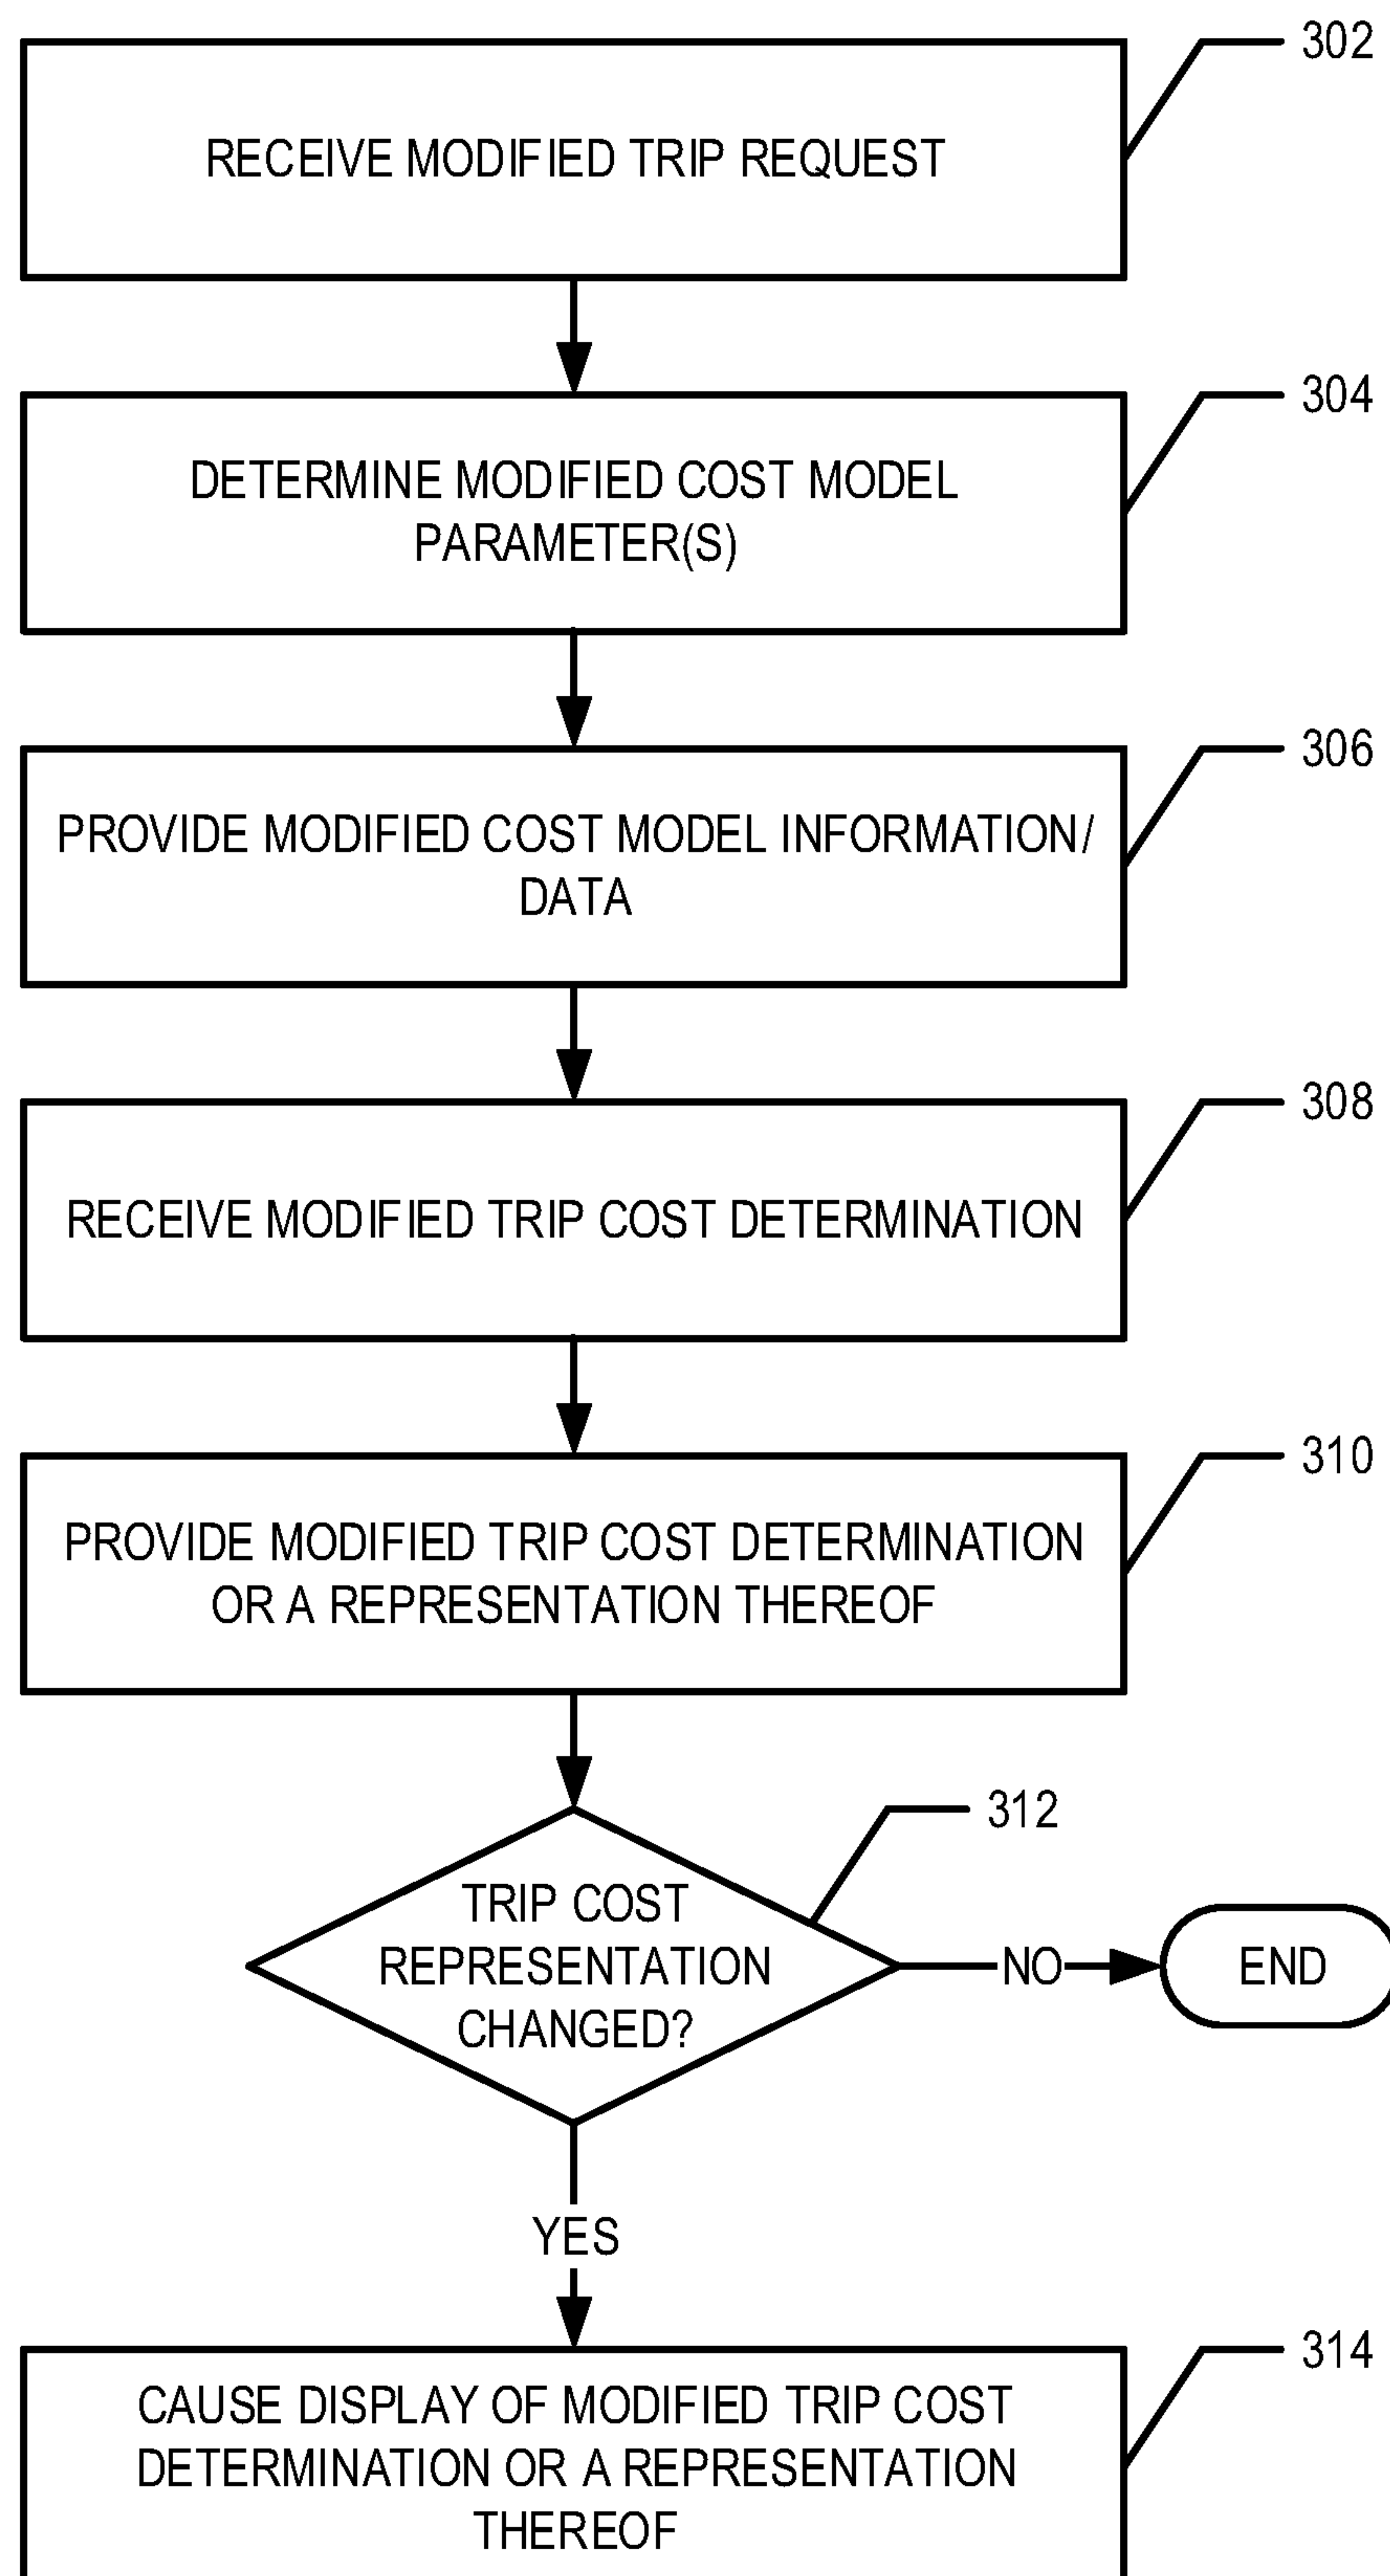 302
RECEIVE MODIFIED TRIP REQUEST
304
DETERMINE MODIFIED COST MODEL
PARAMETER(S)
306
PROVIDE MODIFIED COST MODEL INFORMATION/
DATA
308
RECEIVE MODIFIED TRIP COST DETERMINATION
310
PROVIDE MODIFIED TRIP COST DETERMINATION
OR A REPRESENTATION THEREOF
312
TRIP COST
REPRESENTATION
CHANGED?
NO
END
YES
314
CAUSE DISPLAY OF MODIFIED TRIP COST
DETERMINATION OR A REPRESENTATION
THEREOF